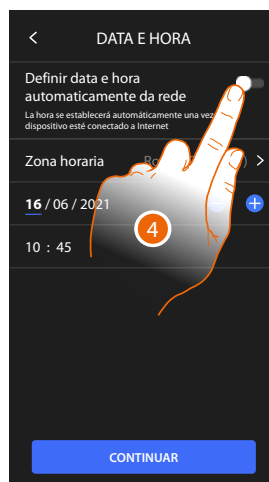 DATA E HORA
Definir data e hora
automaticamente da rede
La hora se establecerá automáticamente una vez
dispositivo esté conectado a Internet
Zona horaria
16 / 06 / 2021
10 : 45
4
CONTINUAR